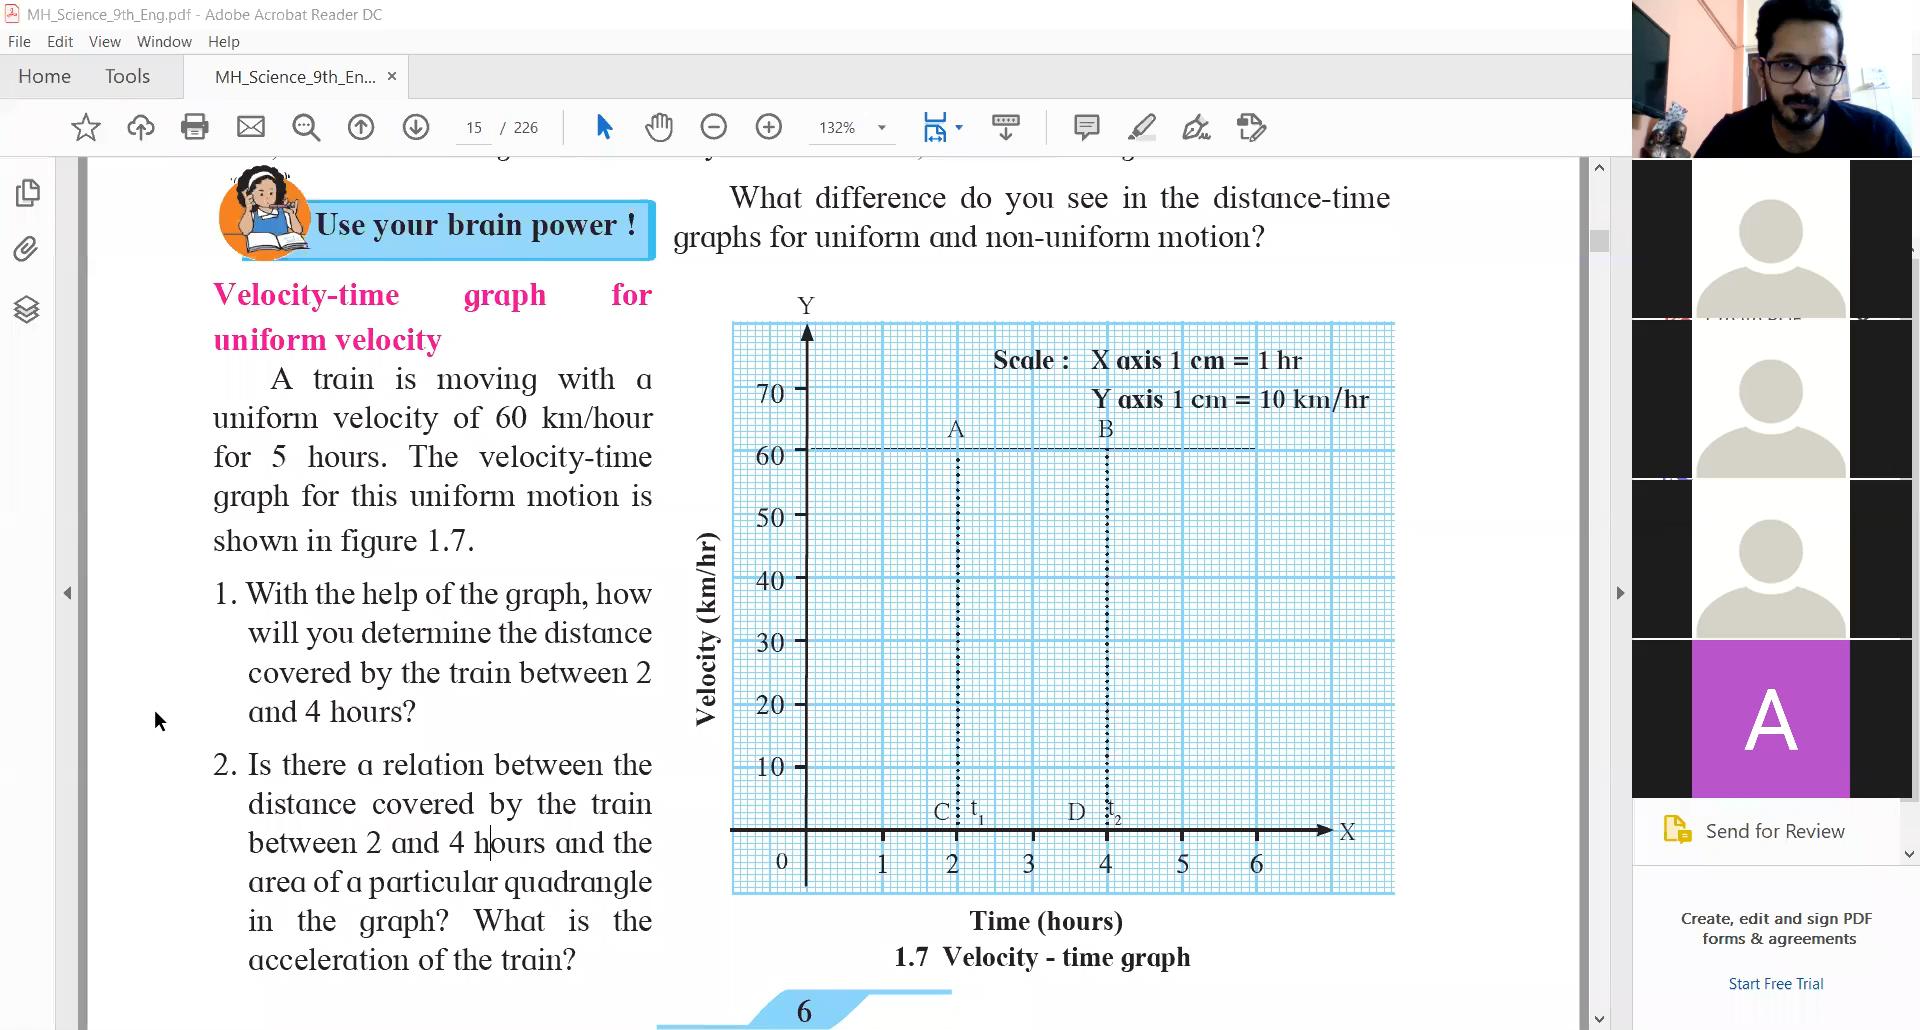 MH_Science_9th_Eng.pdf - Adobe Acrobat Reader DC
File Edit View Window Help
Home Tools MH_Science_9th_En... ×
15 / 226 132%
Use your brain power !
What difference do you see in the distance-time
graphs for uniform and non-uniform motion?
Velocity-time graph for
uniform velocity
A train is moving with a
uniform velocity of 60 km/hour
for 5 hours. The velocity-time
graph for this uniform motion is
shown in figure 1.7.
1. With the help of the graph, how
will you determine the distance
covered by the train between 2
and 4 hours?
2. Is there a relation between the
distance covered by the train
between 2 and 4 hours and the
area of a particular quadrangle
in the graph? What is the
acceleration of the train?
Y
Scale : X axis 1 cm = 1 hr
Y axis 1 cm = 10 km/hr
70
A B
60
50
40
30
20
10
Velocity (km/hr)
C t1 D t2
X
0 1 2 3 4 5 6
Time (hours)
1.7 Velocity - time graph
6
A
Send for Review
Create, edit and sign PDF
forms & agreements
Start Free Trial